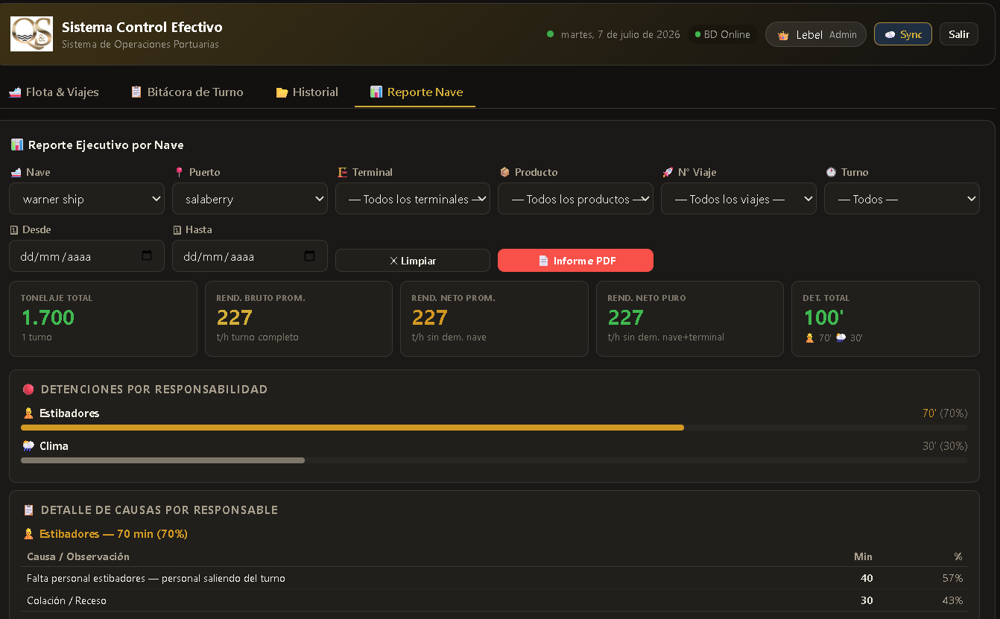 QS&
Sistema Control Efectivo
Sistema de Operaciones Portuarias
martes, 7 de julio de 2026
BD Online
Lebel Admin
Sync
Salir
Flota & Viajes
Bitácora de Turno
Historial
Reporte Nave
Reporte Ejecutivo por Nave
Nave
Puerto
Terminal
Producto
N° Viaje
Turno
warner ship
salaberry
— Todos los terminales —
— Todos los productos —
— Todos los viajes —
— Todos —
Desde
Hasta
dd/mm/aaaa
dd/mm/aaaa
X Limpiar
Informe PDF
TONELAJE TOTAL
1.700
1 turno
REND. BRUTO PROM.
227
t/h turno completo
REND. NETO PROM.
227
t/h sin dem. nave
REND. NETO PURO
227
t/h sin dem. nave+terminal
DET. TOTAL
100'
70' 30'
DETENCIONES POR RESPONSABILIDAD
Estibadores 70' (70%)
Clima 30' (30%)
DETALLE DE CAUSAS POR RESPONSABLE
Estibadores — 70 min (70%)
Causa / Observación Min %
Falta personal estibadores — personal saliendo del turno 40 57%
Colación / Receso 30 43%